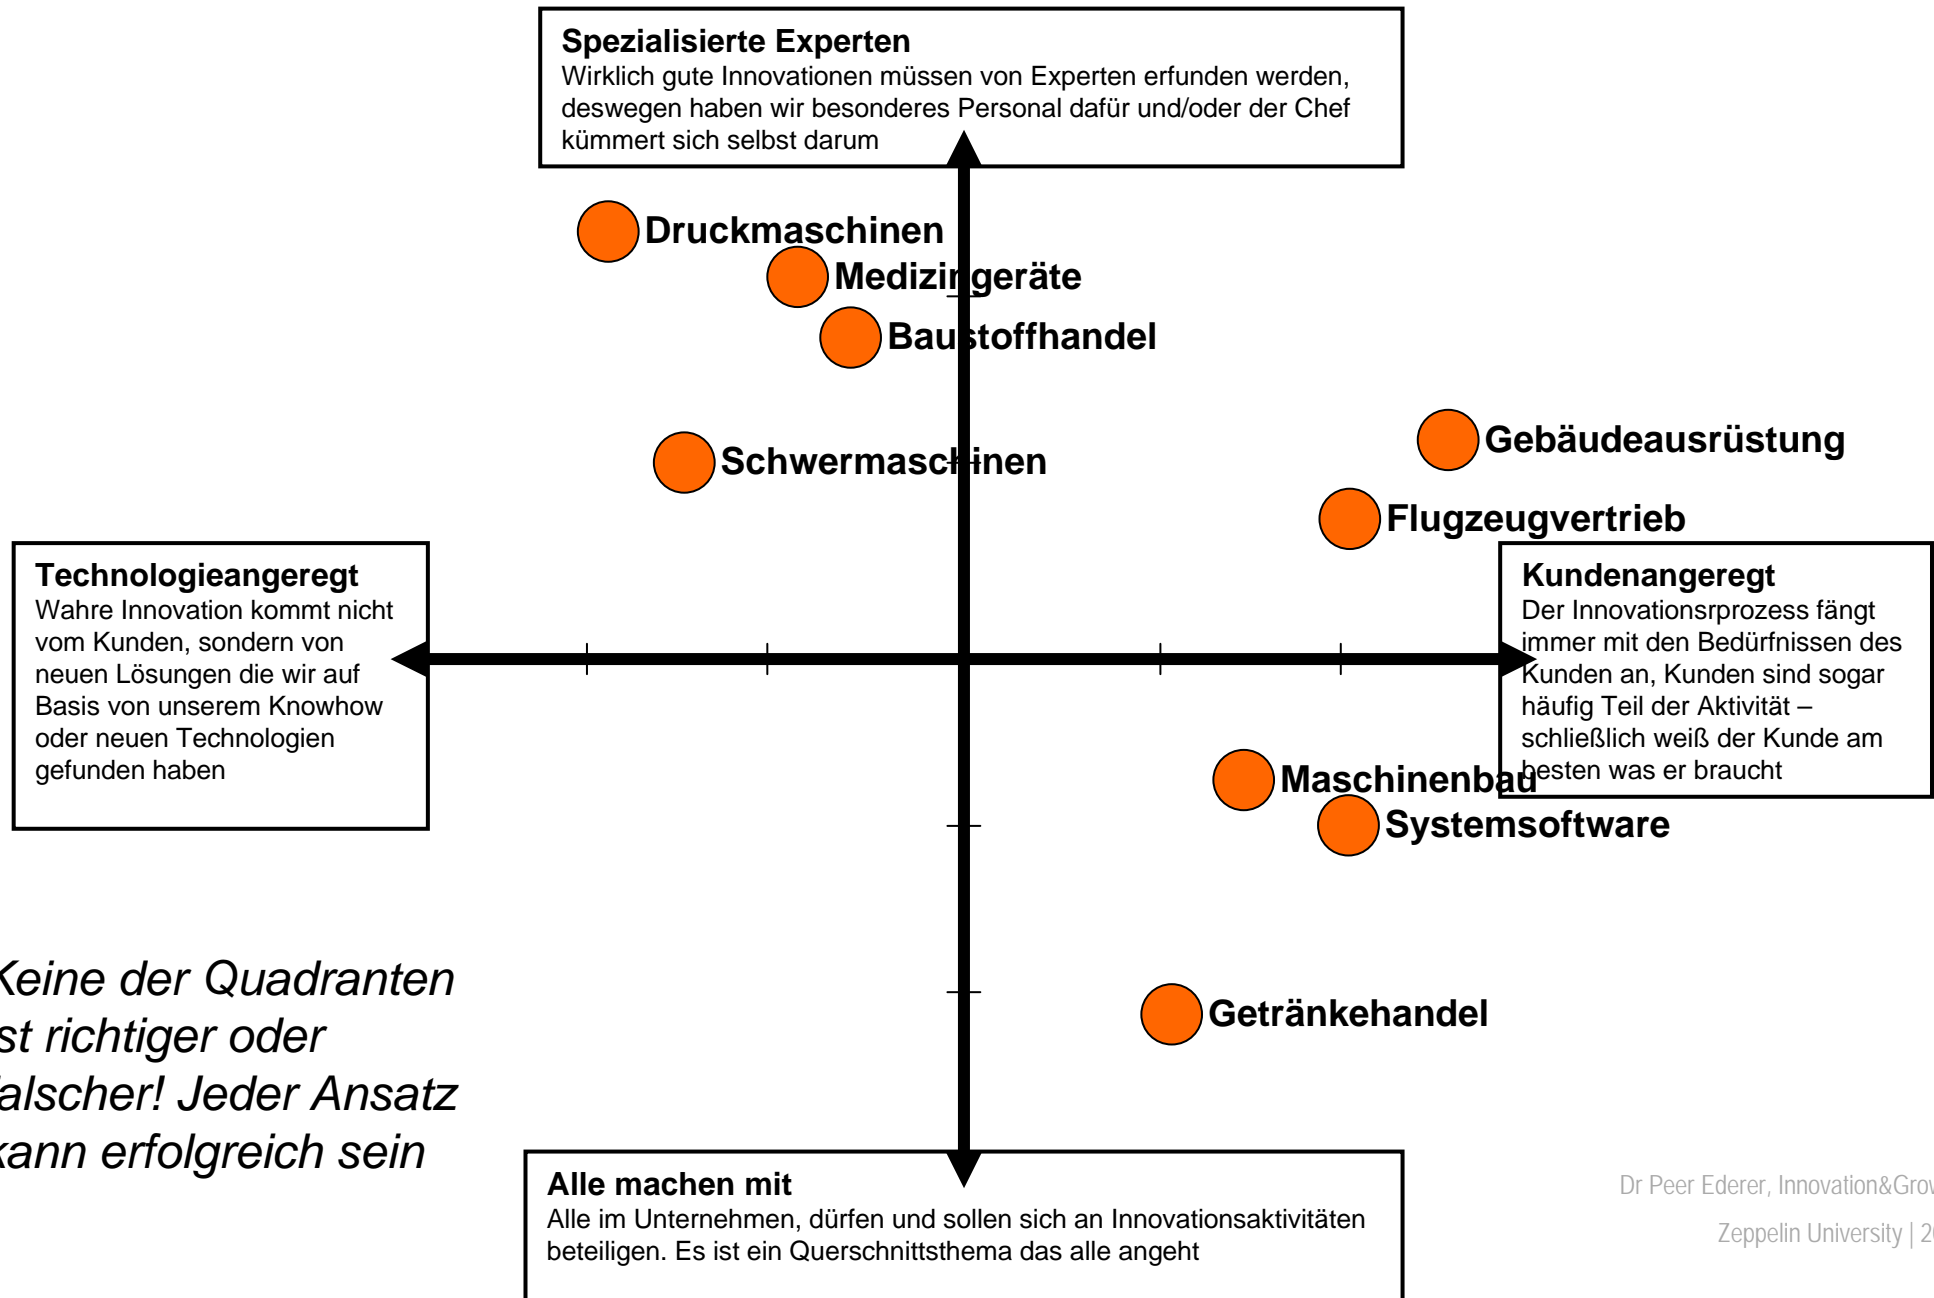 Spezialisierte Experten
Wirklich gute Innovationen müssen von Experten erfunden werden,
deswegen haben wir besonderes Personal dafür und/oder der Chef
kümmert sich selbst darum
Druckmaschinen
Medizingeräte
Baustoffhandel
Gebäudeausrüstung
Schwermaschinen
Flugzeugvertrieb
Technologieangeregt
Wahre Innovation kommt nicht
vom Kunden, sondern von
neuen Lösungen die wir auf
Basis von unserem Knowhow
oder neuen Technologien
gefunden haben
Kundenangeregt
Der Innovationsrprozess fängt
immer mit den Bedürfnissen des
Kunden an, Kunden sind sogar
häufig Teil der Aktivität –
schließlich weiß der Kunde am
besten was er braucht
Maschinenbau
Systemsoftware
Getränkehandel
Keine der Quadranten
st richtiger oder
alscher! Jeder Ansatz
kann erfolgreich sein
Alle machen mit
Alle im Unternehmen, dürfen und sollen sich an Innovationsaktivitäten
beteiligen. Es ist ein Querschnittsthema das alle angeht
Dr Peer Ederer, Innovation&Grow
Zeppelin University | 2